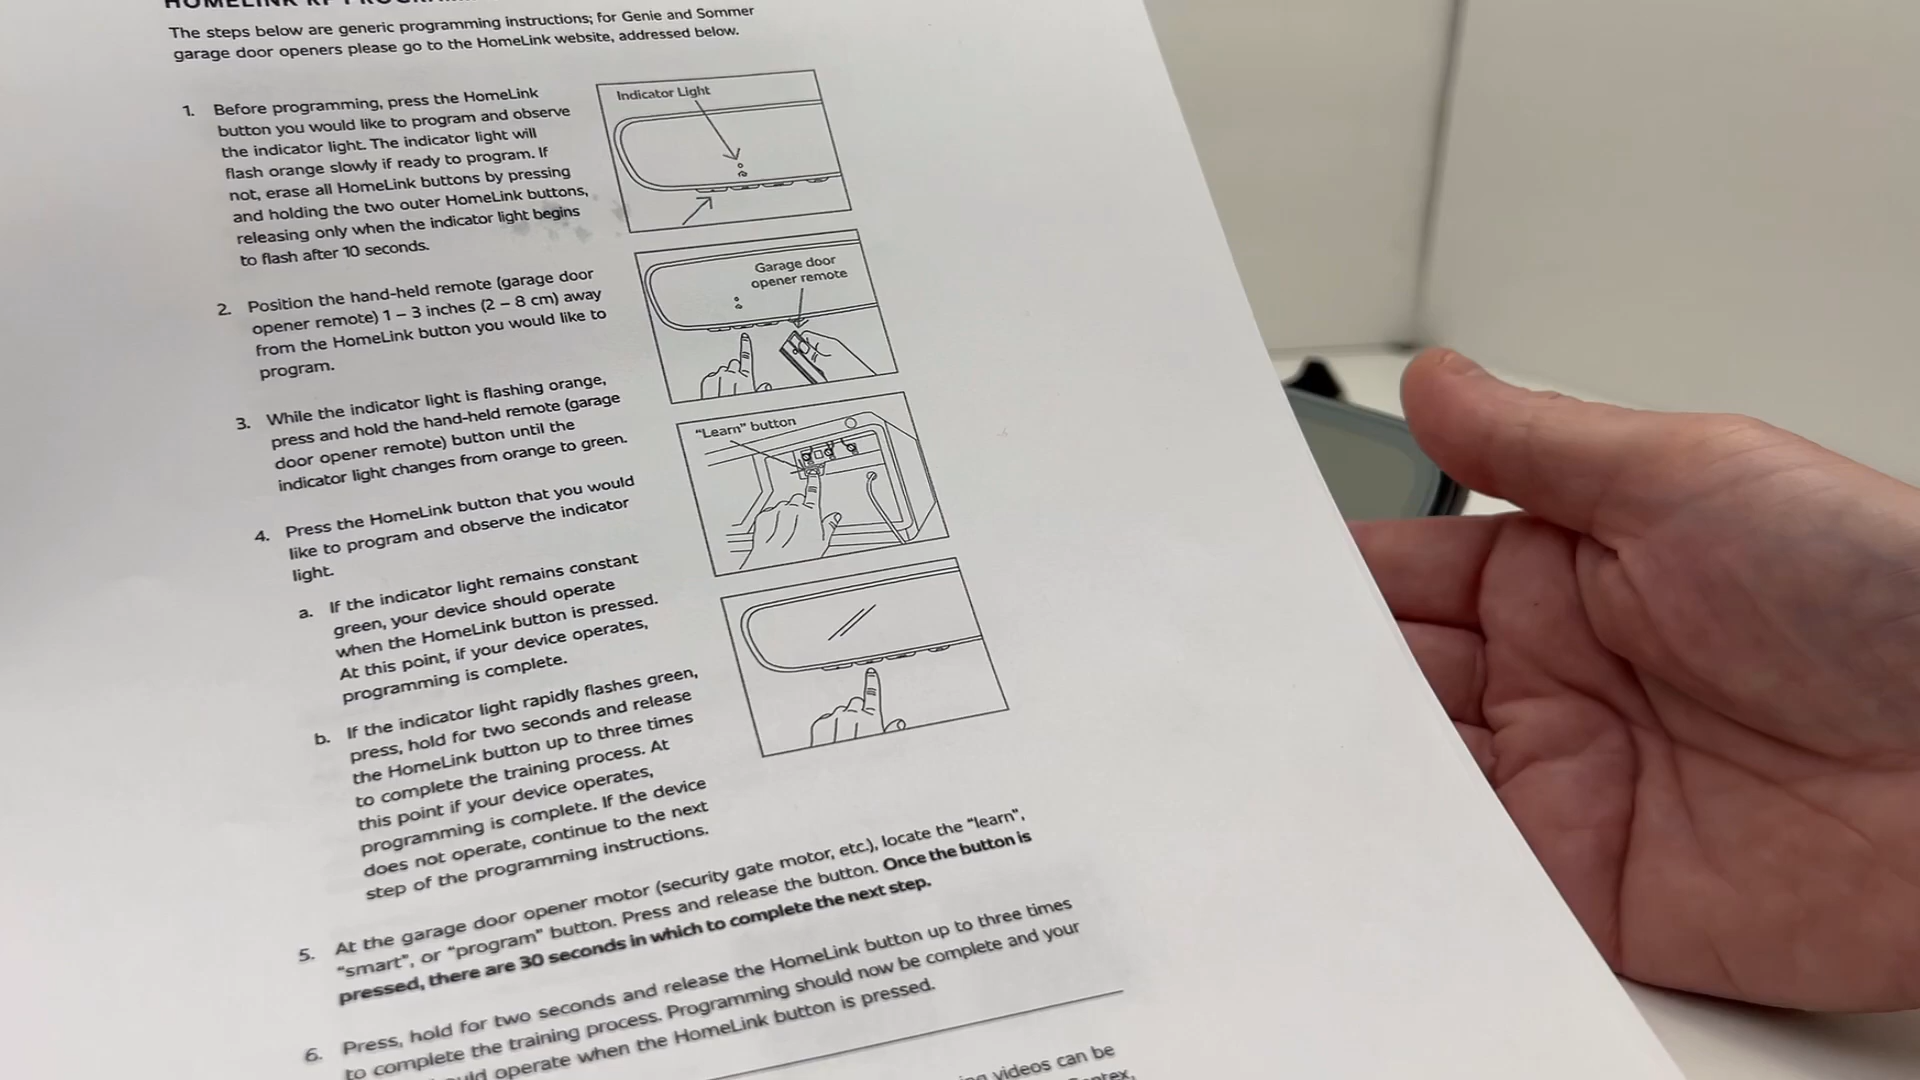 HOMELINK RF
The steps below are generic programming instructions; for Genie and Sommer
garage door openers please go to the HomeLink website, addressed below.
1. Before programming, press the HomeLink
button you would like to program and observe
the indicator light. The indicator light will
flash orange slowly if ready to program. If
not, erase all HomeLink buttons by pressing
and holding the two outer HomeLink buttons,
releasing only when the indicator light begins
to flash after 10 seconds.
Indicator Light
2. Position the hand-held remote (garage door
opener remote) 1 – 3 inches (2 – 8 cm) away
from the HomeLink button you would like to
program.
Garage door
opener remote
3. While the indicator light is flashing orange,
press and hold the hand-held remote (garage
door opener remote) button until the
indicator light changes from orange to green.
"Learn" button
4. Press the HomeLink button that you would
like to program and observe the indicator
light.
a. If the indicator light remains constant
green, your device should operate
when the HomeLink button is pressed.
At this point, if your device operates,
programming is complete.
b. If the indicator light rapidly flashes green,
press, hold for two seconds and release
the HomeLink button up to three times
to complete the training process. At
this point if your device operates,
programming is complete. If the device
does not operate, continue to the next
step of the programming instructions.
5. At the garage door opener motor (security gate motor, etc.), locate the "learn",
"smart", or "program" button. Press and release the button. Once the button is
pressed, there are 30 seconds in which to complete the next step.
6. Press, hold for two seconds and release the HomeLink button up to three times
to complete the training process. Programming should now be complete and your
operate when the HomeLink button is pressed.
videos can be